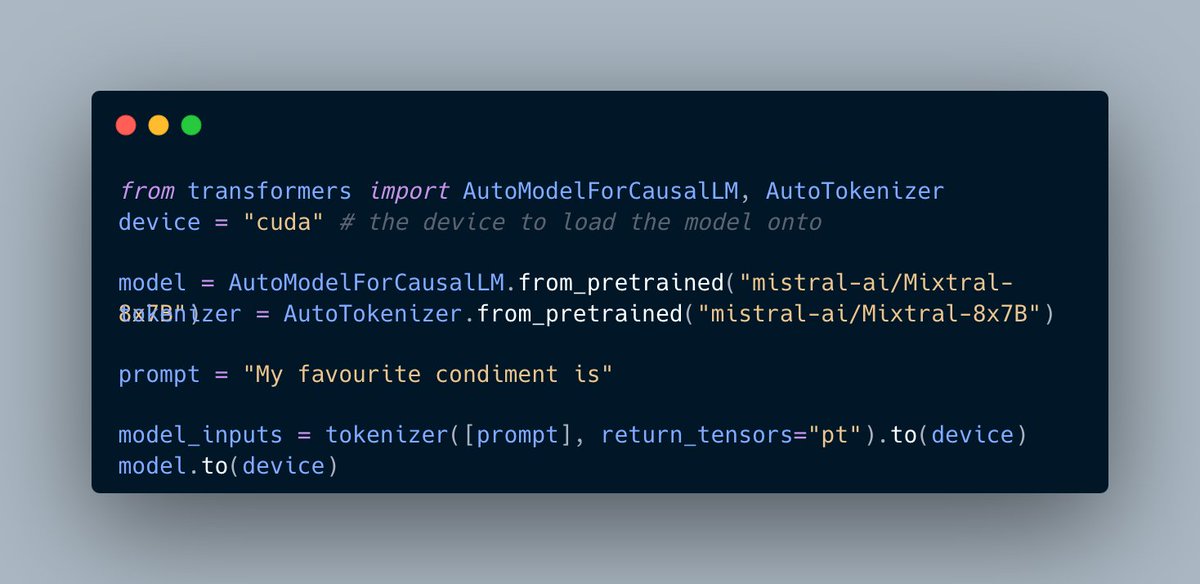 from transformers import AutoModelForCausalLM, AutoTokenizer
device = "cuda" # the device to load the model onto
model = AutoModelForCausalLM.from_pretrained("mistral-ai/Mixtral-
8x7B")
tokenizer = AutoTokenizer.from_pretrained("mistral-ai/Mixtral-8x7B")
prompt = "My favourite condiment is"
model_inputs = tokenizer([prompt], return_tensors="pt").to(device)
model.to(device)